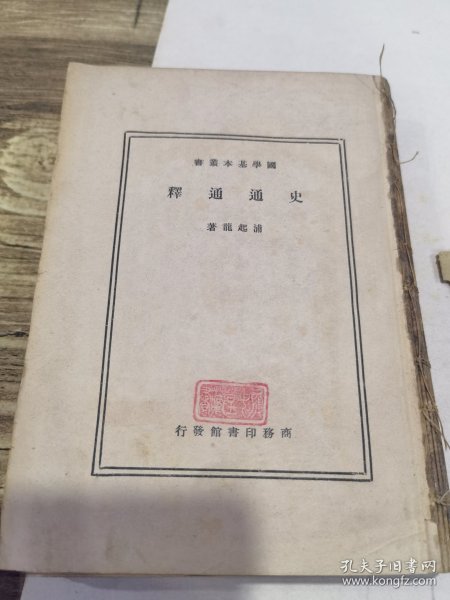 國學基本叢書
史通通釋
浦起龍著
商務印書館發行
孔夫子旧书网
www.kongfz.com